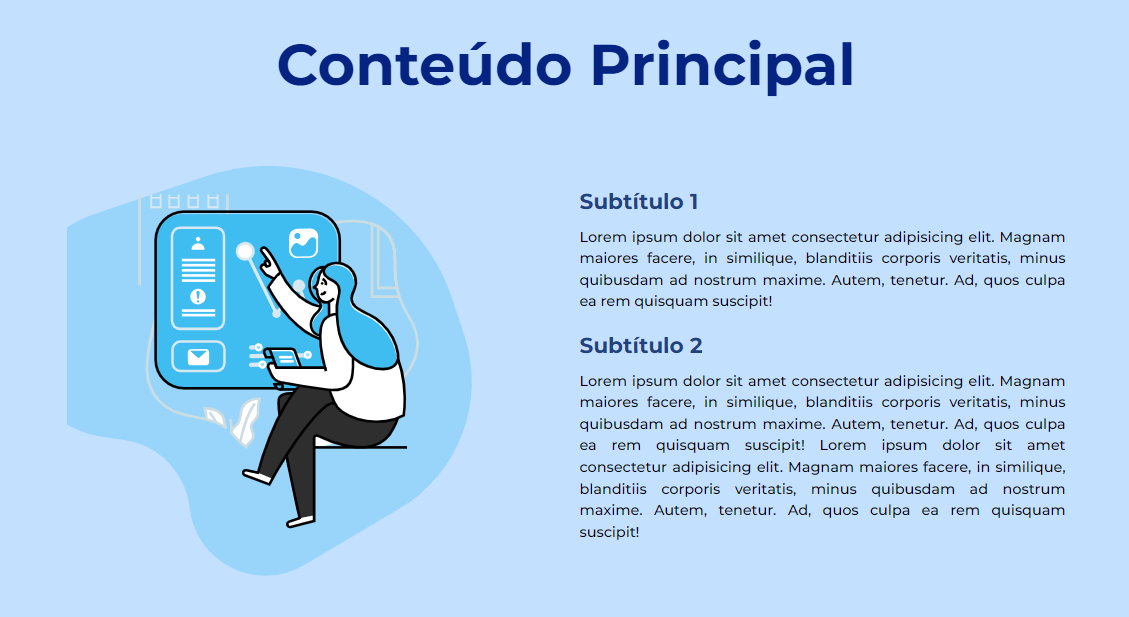 Conteúdo Principal
Subtítulo 1
Lorem ipsum dolor sit amet consectetur adipisicing elit. Magnam
maiores facere, in similique, blanditiis corporis veritatis, minus
quibusdam ad nostrum maxime. Autem, tenetur. Ad, quos culpa
ea rem quisquam suscipit!
Subtítulo 2
Lorem ipsum dolor sit amet consectetur adipisicing elit. Magnam
maiores facere, in similique, blanditiis corporis veritatis, minus
quibusdam ad nostrum maxime. Autem, tenetur. Ad, quos culpa
ea rem quisquam suscipit! Lorem ipsum dolor sit amet
consectetur adipisicing elit. Magnam maiores facere, in similique,
blanditiis corporis veritatis, minus quibusdam ad nostrum
maxime. Autem, tenetur. Ad, quos culpa ea rem quisquam
suscipit!